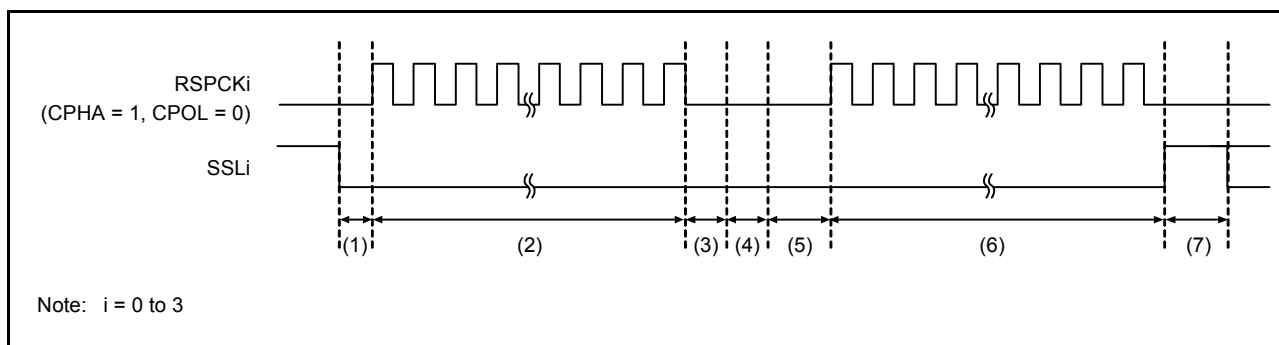 RSPCKi
(CPHA = 1, CPOL = 0)
SSLi
(1) (2) (3) (4) (5) (6) (7)
Note: i = 0 to 3